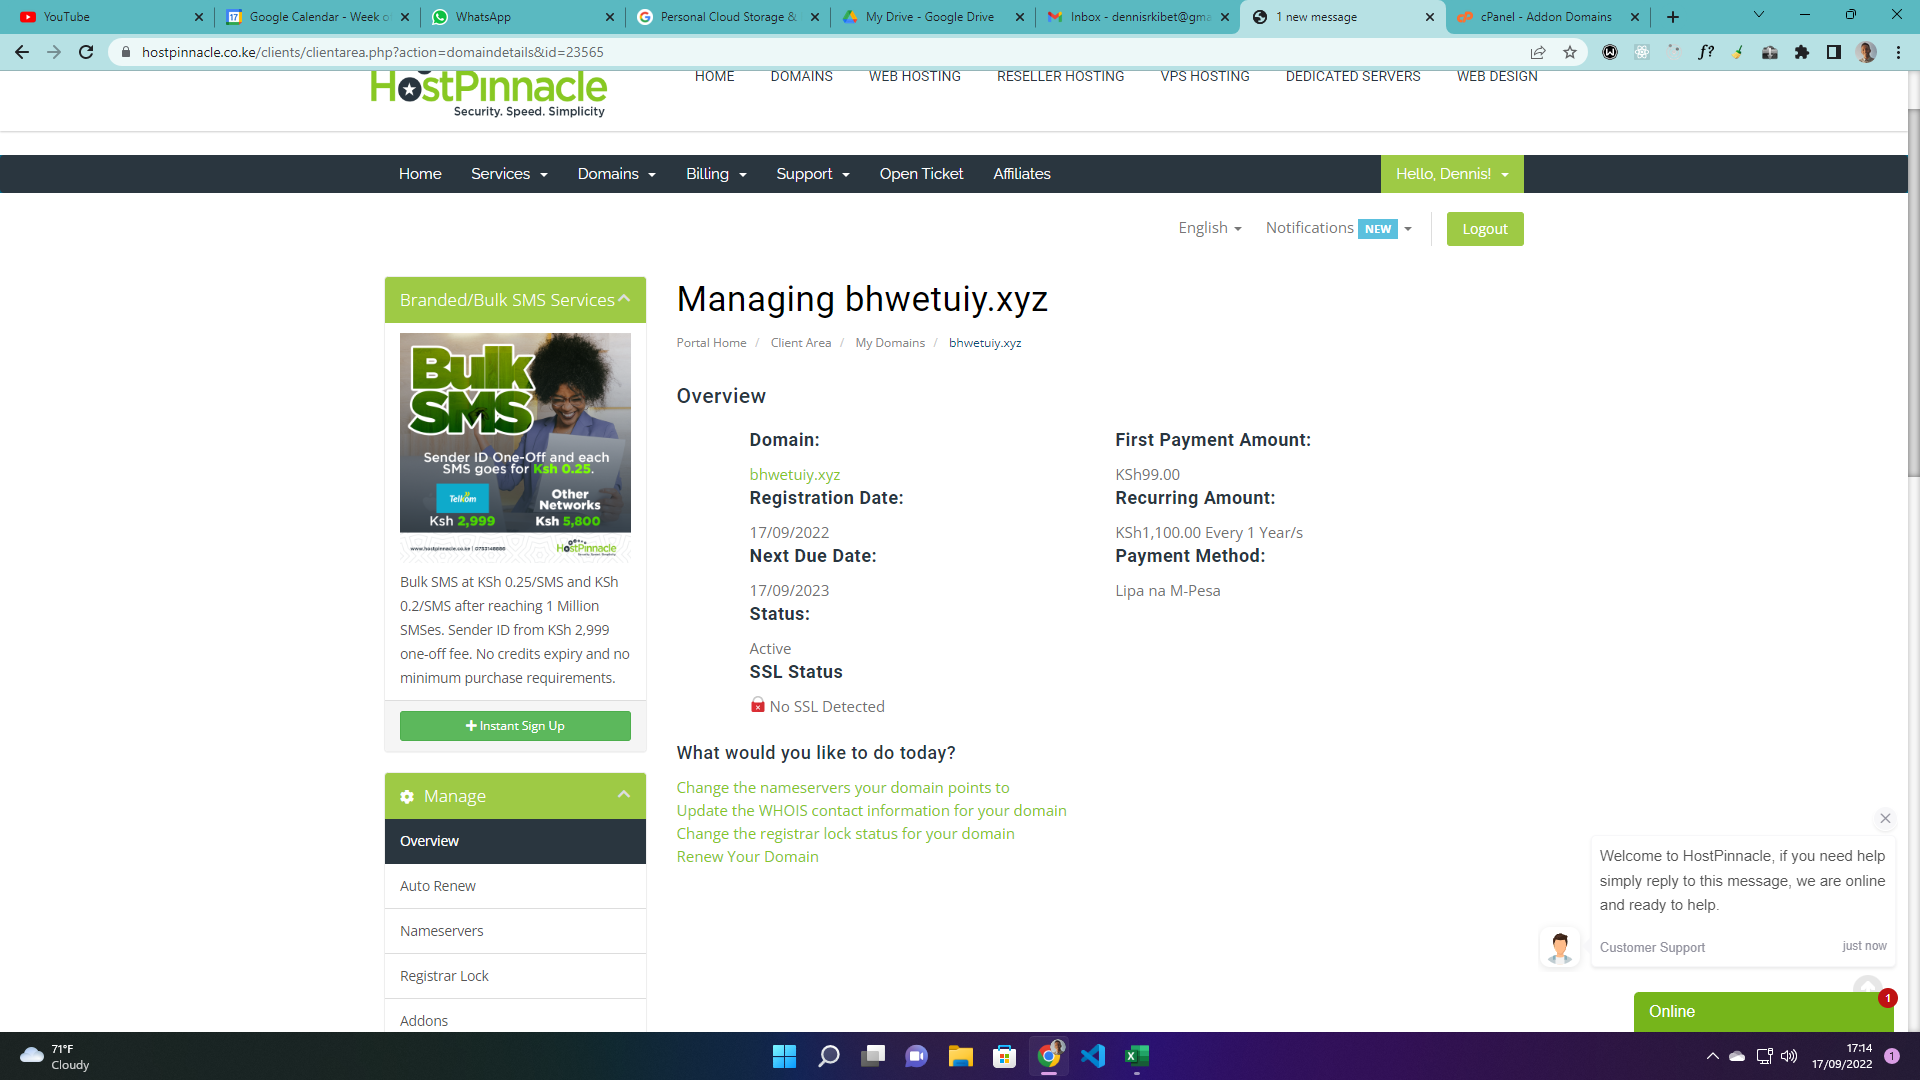 YouTube
Google Calendar - Week o
WhatsApp
Personal Cloud Storage &
My Drive - Google Drive
Inbox - dennisrkibet@gma
1 new message
cPanel - Addon Domains
hostpinnacle.co.ke/clients/clientarea.php?action=domaindetails&id=23565
HostPinnacle
Security. Speed. Simplicity
HOME
DOMAINS
WEB HOSTING
RESELLER HOSTING
VPS HOSTING
DEDICATED SERVERS
WEB DESIGN
Home
Services
Domains
Billing
Support
Open Ticket
Affiliates
Hello, Dennis!
English
Notifications NEW
Logout
Branded/Bulk SMS Services
Bulk
SMS
Sender ID One-Off and each
SMS goes for Ksh 0.25.
Telkom
Ksh 2,999
Other
Networks
Ksh 5,800
www.hostpinnacle.co.ke | 0753148888
HostPinnacle
Bulk SMS at KSh 0.25/SMS and KSh
0.2/SMS after reaching 1 Million
SMSes. Sender ID from KSh 2,999
one-off fee. No credits expiry and no
minimum purchase requirements.
Instant Sign Up
Manage
Overview
Auto Renew
Nameservers
Registrar Lock
Addons
Managing bhwetuiy.xyz
Portal Home / Client Area / My Domains / bhwetuiy.xyz
Overview
Domain:
bhwetuiy.xyz
Registration Date:
17/09/2022
Next Due Date:
17/09/2023
Status:
Active
SSL Status
No SSL Detected
First Payment Amount:
KSh99.00
Recurring Amount:
KSh1,100.00 Every 1 Year/s
Payment Method:
Lipa na M-Pesa
What would you like to do today?
Change the nameservers your domain points to
Update the WHOIS contact information for your domain
Change the registrar lock status for your domain
Renew Your Domain
Welcome to HostPinnacle, if you need help
simply reply to this message, we are online
and ready to help.
Customer Support
just now
Online
1
71°F
Cloudy
17:14
17/09/2022
1